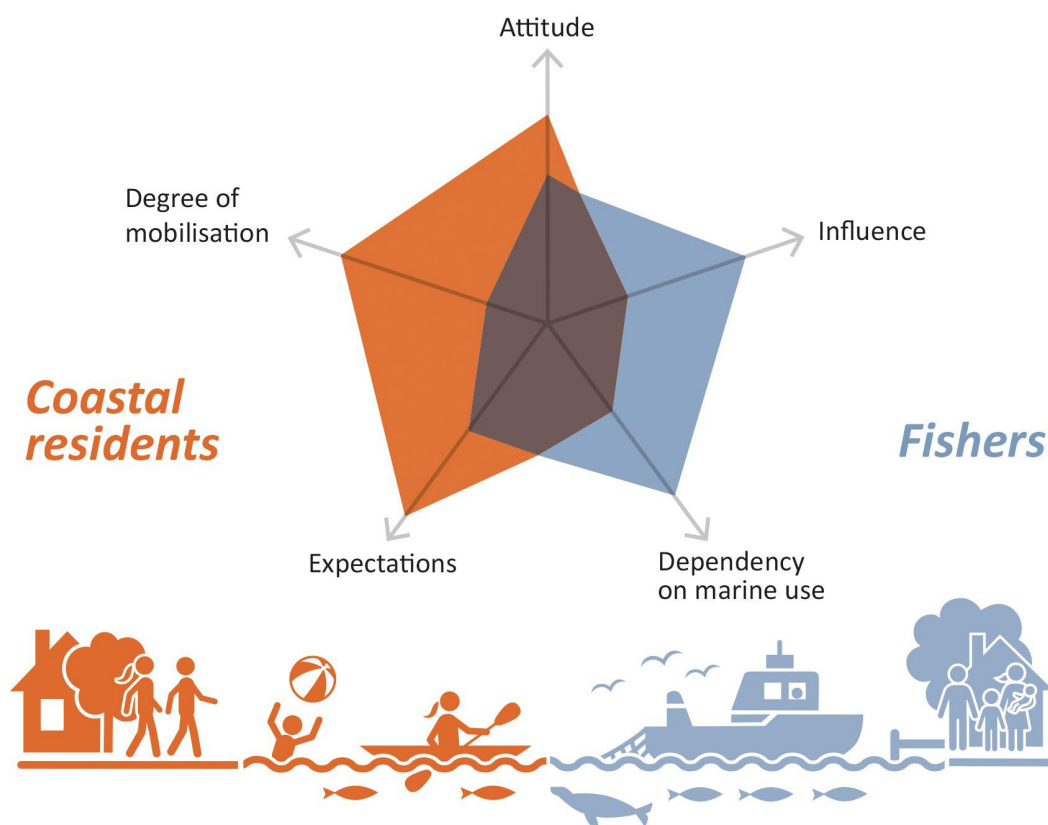 Attitude
Degree of
mobilisation
Influence
Coastal
residents
Fishers
Expectations
Dependency
on marine use